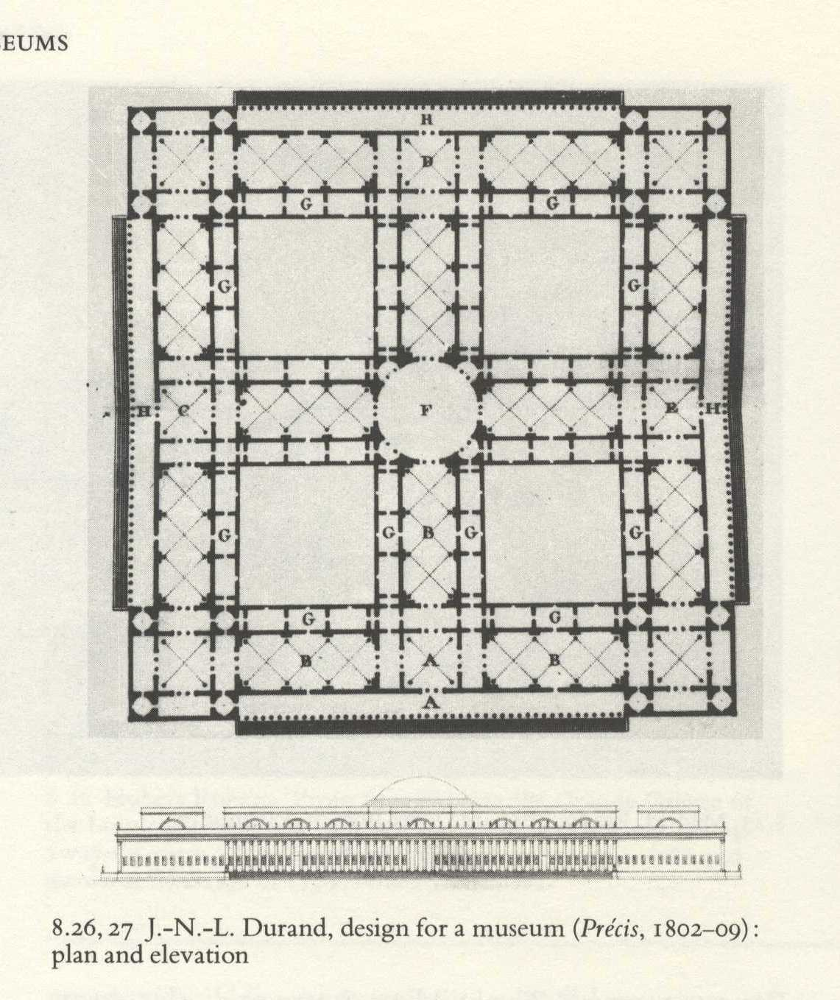 EUMS
H
D
G G
G G
H C F E H
G G B G G
G G
B A B
A
8.26, 27 J.-N.-L. Durand, design for a museum (Précis, 1802–09):
plan and elevation